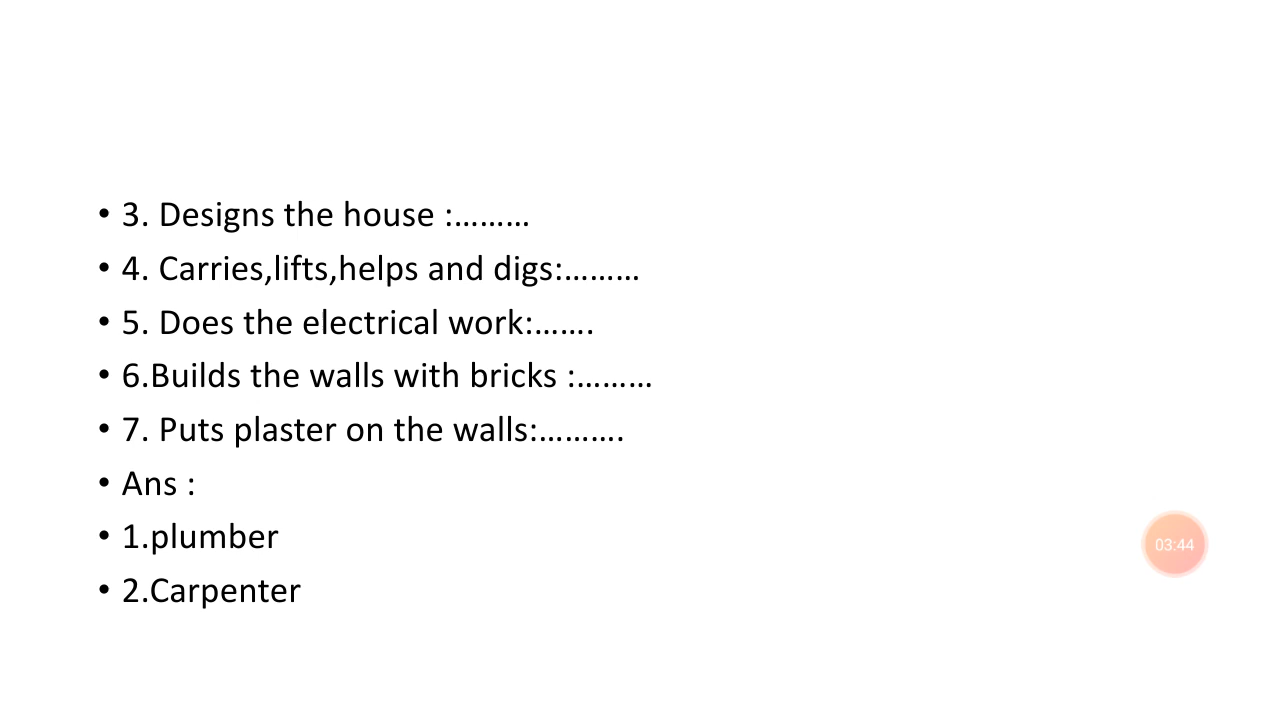 • 3. Designs the house :………
• 4. Carries,lifts,helps and digs:………
• 5. Does the electrical work:…….
• 6.Builds the walls with bricks :………
• 7. Puts plaster on the walls:……….
• Ans :
• 1.plumber
• 2.Carpenter
03:44